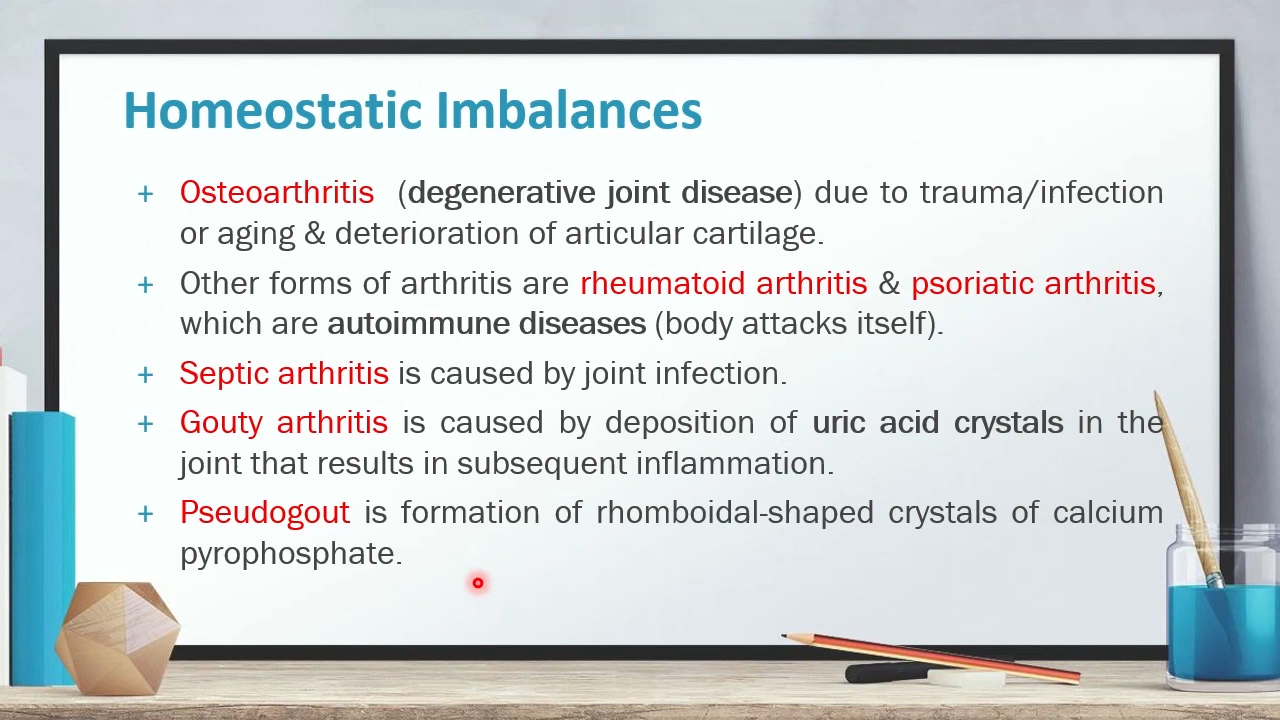 Homeostatic Imbalances
+ Osteoarthritis (degenerative joint disease) due to trauma/infection
or aging & deterioration of articular cartilage.
+ Other forms of arthritis are rheumatoid arthritis & psoriatic arthritis,
which are autoimmune diseases (body attacks itself).
+ Septic arthritis is caused by joint infection.
+ Gouty arthritis is caused by deposition of uric acid crystals in the
joint that results in subsequent inflammation.
+ Pseudogout is formation of rhomboidal-shaped crystals of calcium
pyrophosphate.